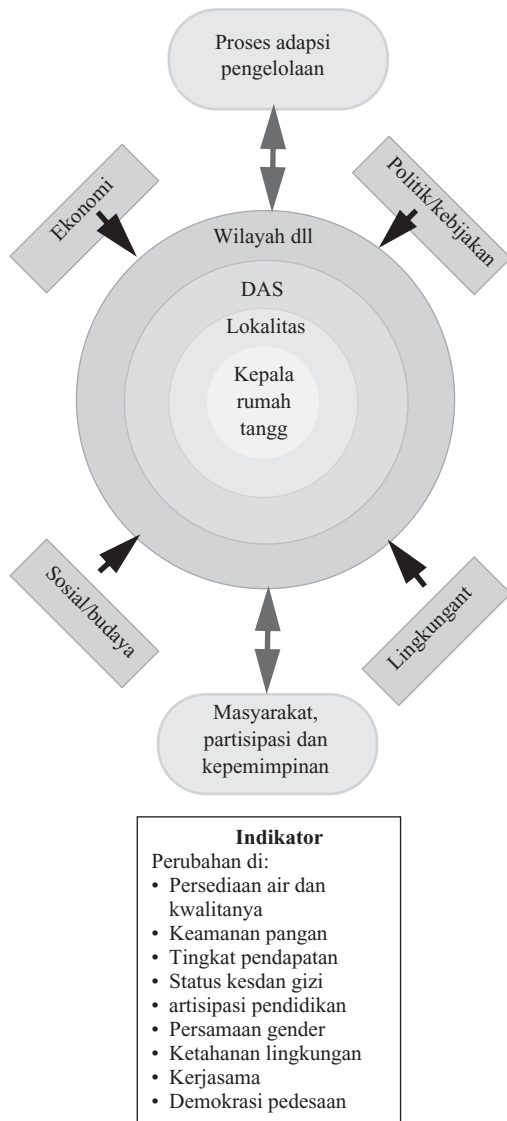 Proses adapsi
pengelolaan
Ekonomi
Politik/kebijakan
Wilayah dll
DAS
Lokalitas
Kepala
rumah
tangg
Sosial/budaya
Lingkungant
Masyarakat,
partisipasi dan
kepemimpinan
Indikator
Perubahan di:
• Persediaan air dan
kwalitanya
• Keamanan pangan
• Tingkat pendapatan
• Status kesdan gizi
• artisipasi pendidikan
• Persamaan gender
• Ketahanan lingkungan
• Kerjasama
• Demokrasi pedesaan